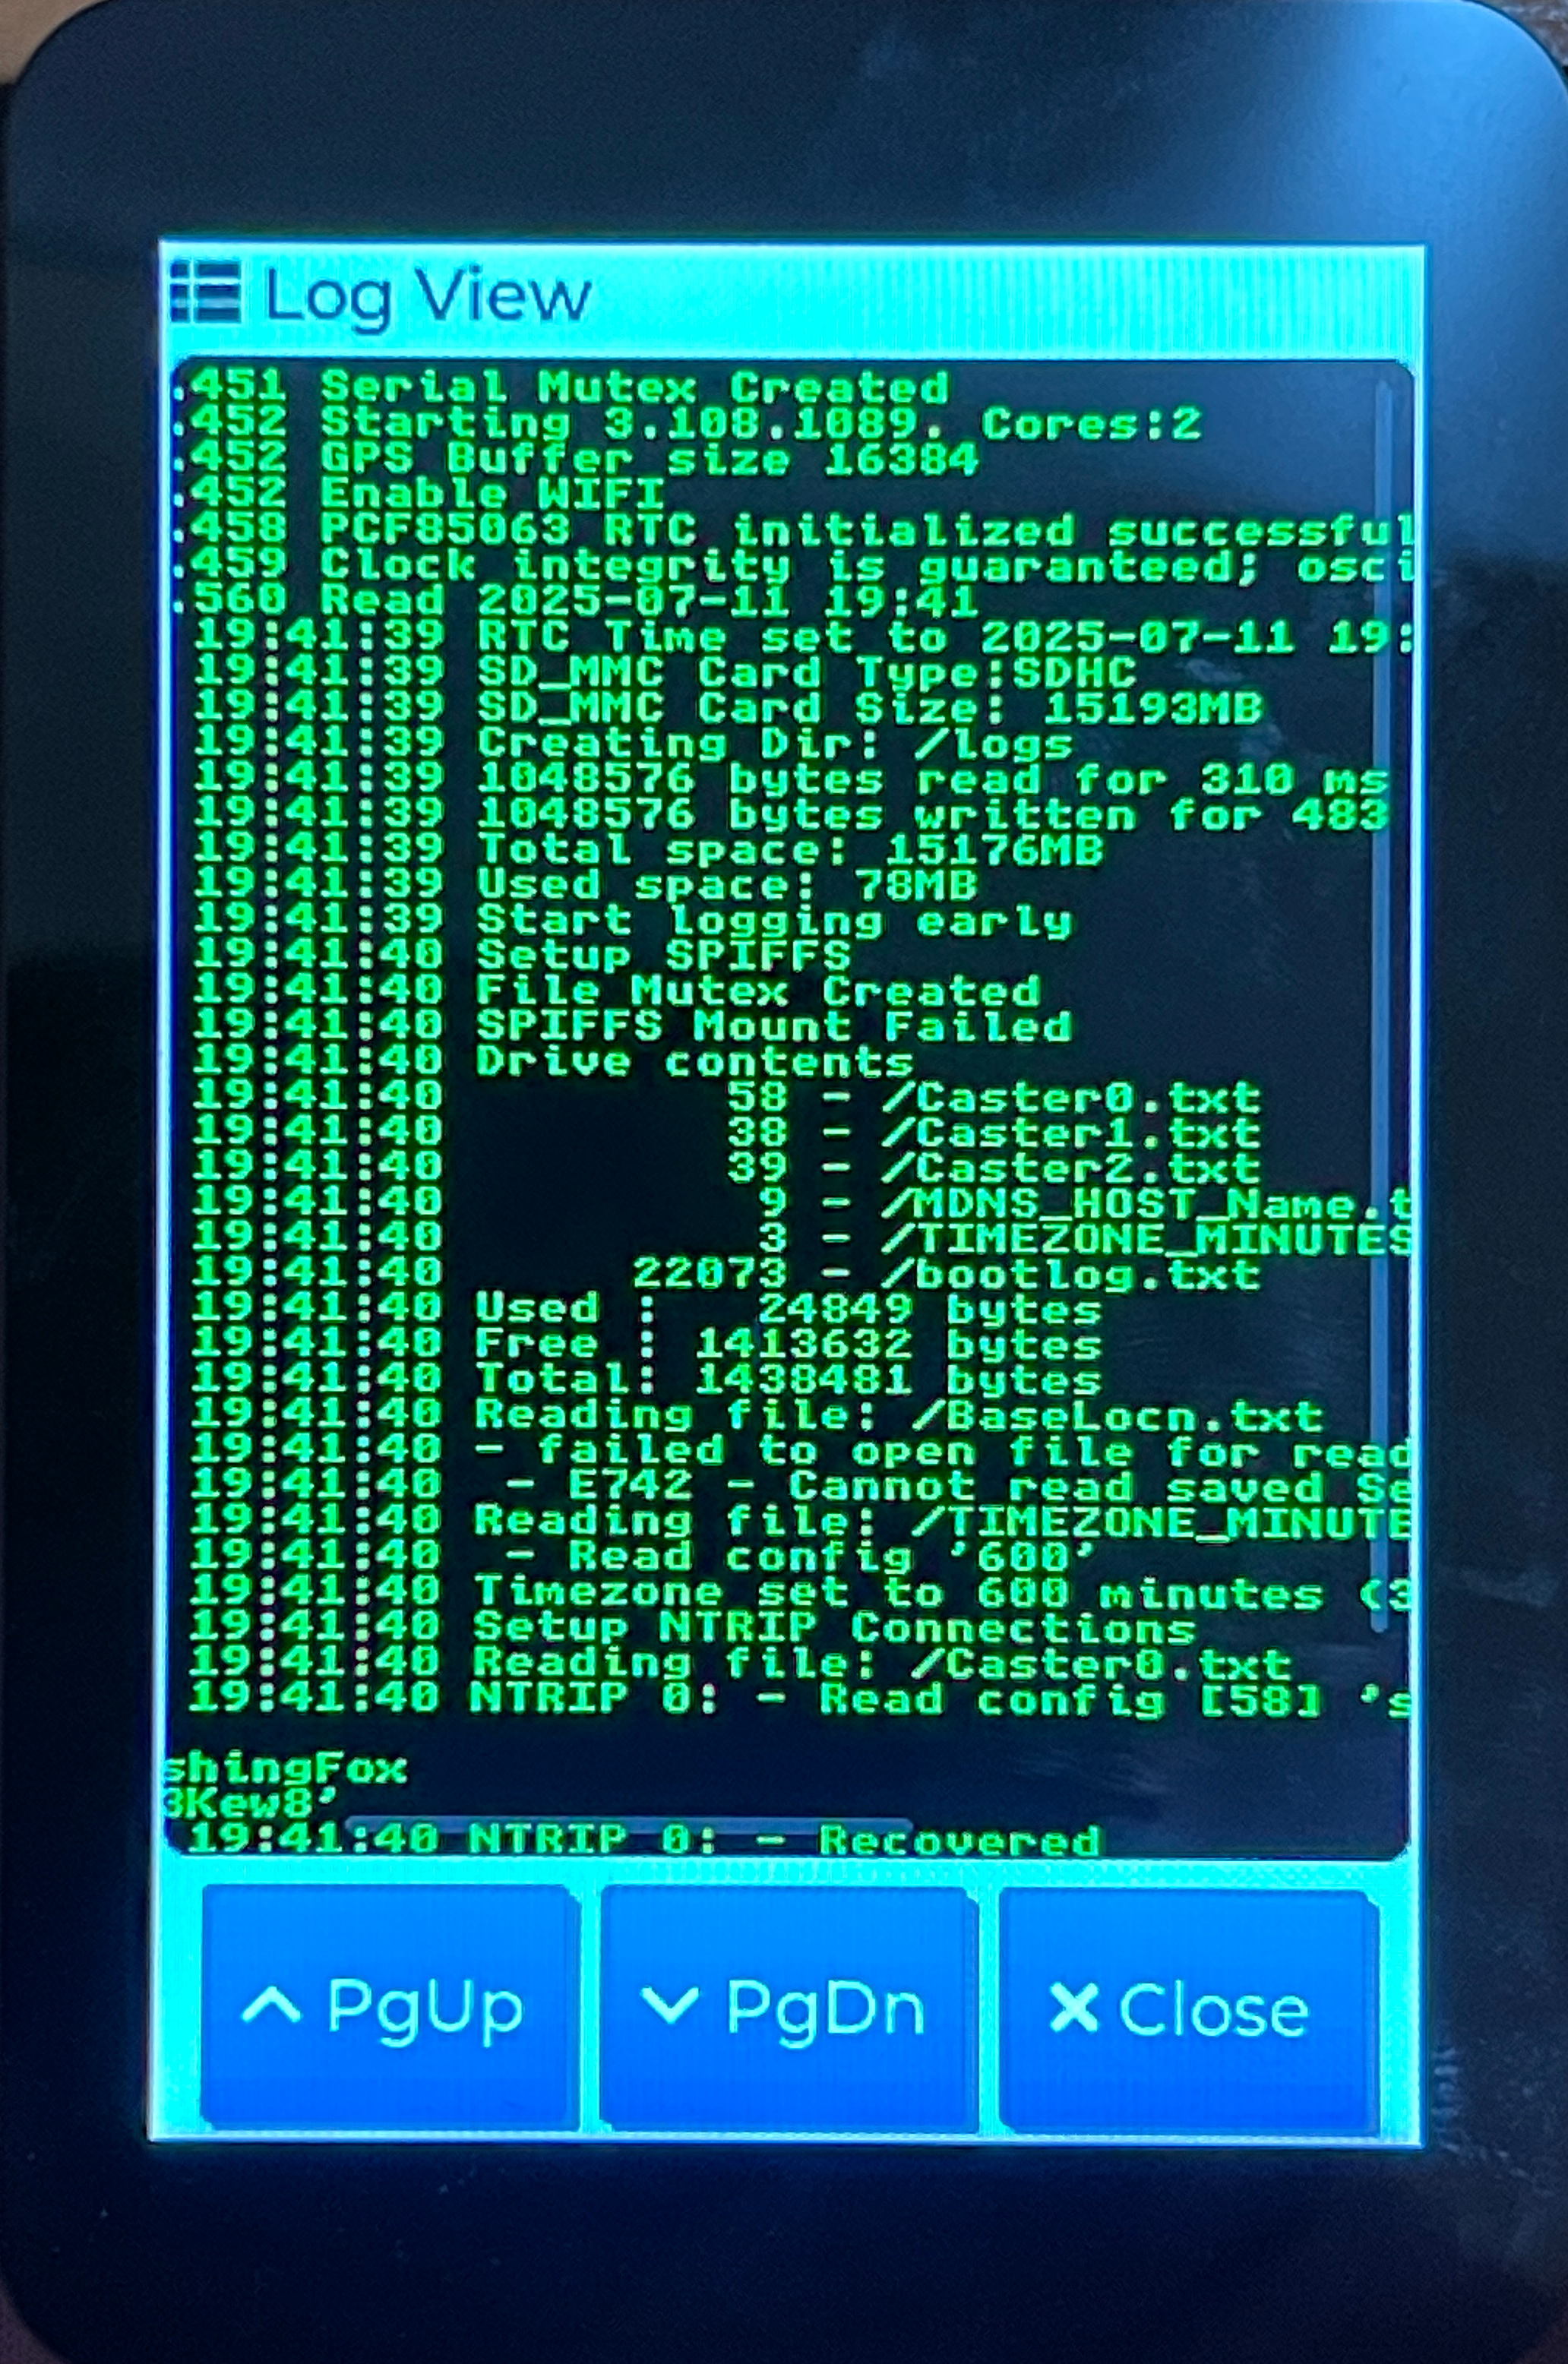 Log View
.451 Serial Mutex Created
.452 Starting 3.108.1089. Cores:2
.452 GPS Buffer size 16384
.452 Enable WIFI
.458 PCF85063 RTC initialized successful
.459 Clock integrity is guaranteed; osci
.560 Read 2025-07-11 19:41
19:41:39 RTC Time set to 2025-07-11 19:
19:41:39 SD_MMC Card Type:SDHC
19:41:39 SD_MMC Card Size: 15193MB
19:41:39 Creating Dir: /logs
19:41:39 1048576 bytes read for 310 ms
19:41:39 1048576 bytes written for 483
19:41:39 Total space: 15176MB
19:41:39 Used space: 78MB
19:41:39 Start logging early
19:41:40 Setup SPIFFS
19:41:40 File Mutex Created
19:41:40 SPIFFS Mount Failed
19:41:40 Drive contents
19:41:40 58 - /Caster0.txt
19:41:40 38 - /Caster1.txt
19:41:40 39 - /Caster2.txt
19:41:40 9 - /MDNS_HOST_Name.t
19:41:40 3 - /TIMEZONE_MINUTES
19:41:40 22073 - /bootlog.txt
19:41:40 Used : 24849 bytes
19:41:40 Free : 1413632 bytes
19:41:40 Total: 1438481 bytes
19:41:40 Reading file: /BaseLocn.txt
19:41:40 - failed to open file for read
19:41:40 - E742 - Cannot read saved Se
19:41:40 Reading file: /TIMEZONE_MINUTE
19:41:40 - Read config '600'
19:41:40 Timezone set to 600 minutes (3
19:41:40 Setup NTRIP Connections
19:41:40 Reading file: /Caster0.txt
19:41:40 NTRIP 0: - Read config [58] 's
shingFox
3Kew8'
19:41:40 NTRIP 0: - Recovered
PgUp
PgDn
Close